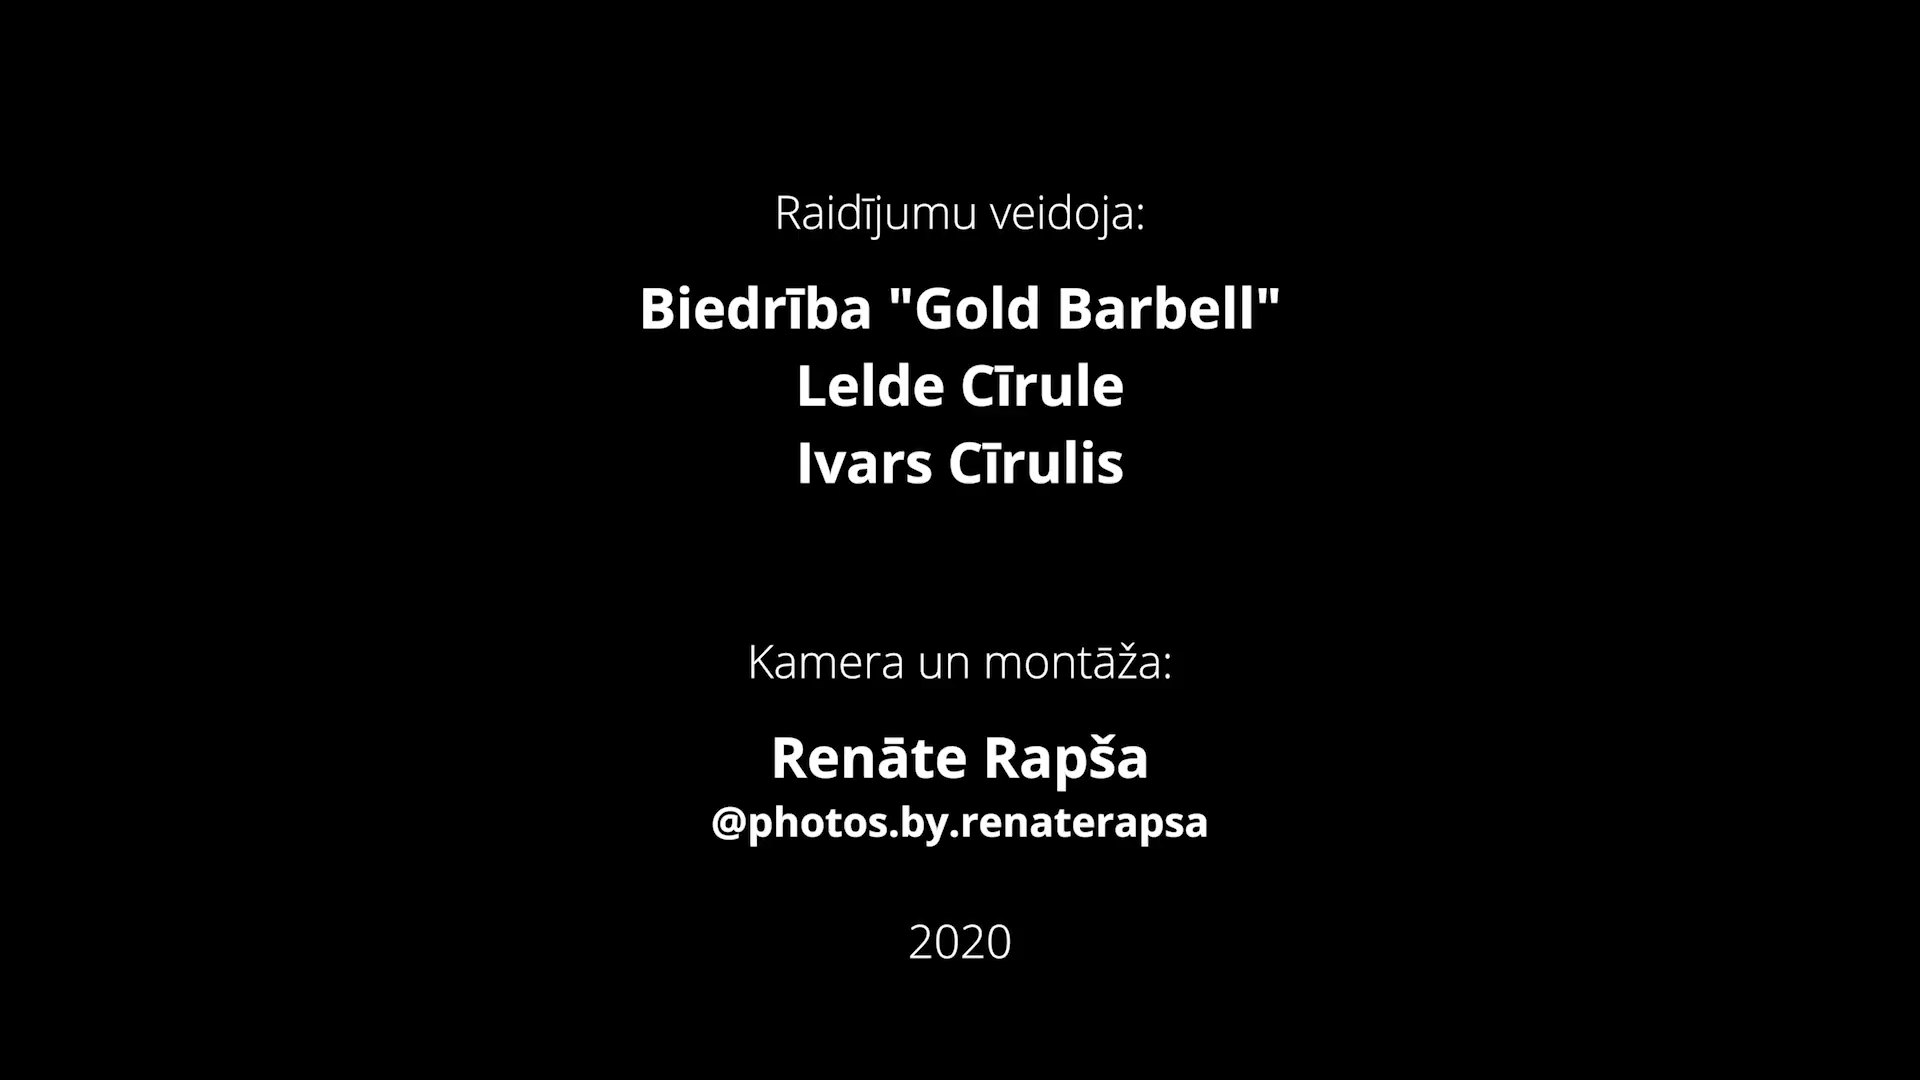 Raidījumu veidoja:
Biedrība "Gold Barbell"
Lelde Cīrule
Ivars Cīrulis
Kamera un montāža:
Renāte Rapša
@photos.by.renaterapsa
2020